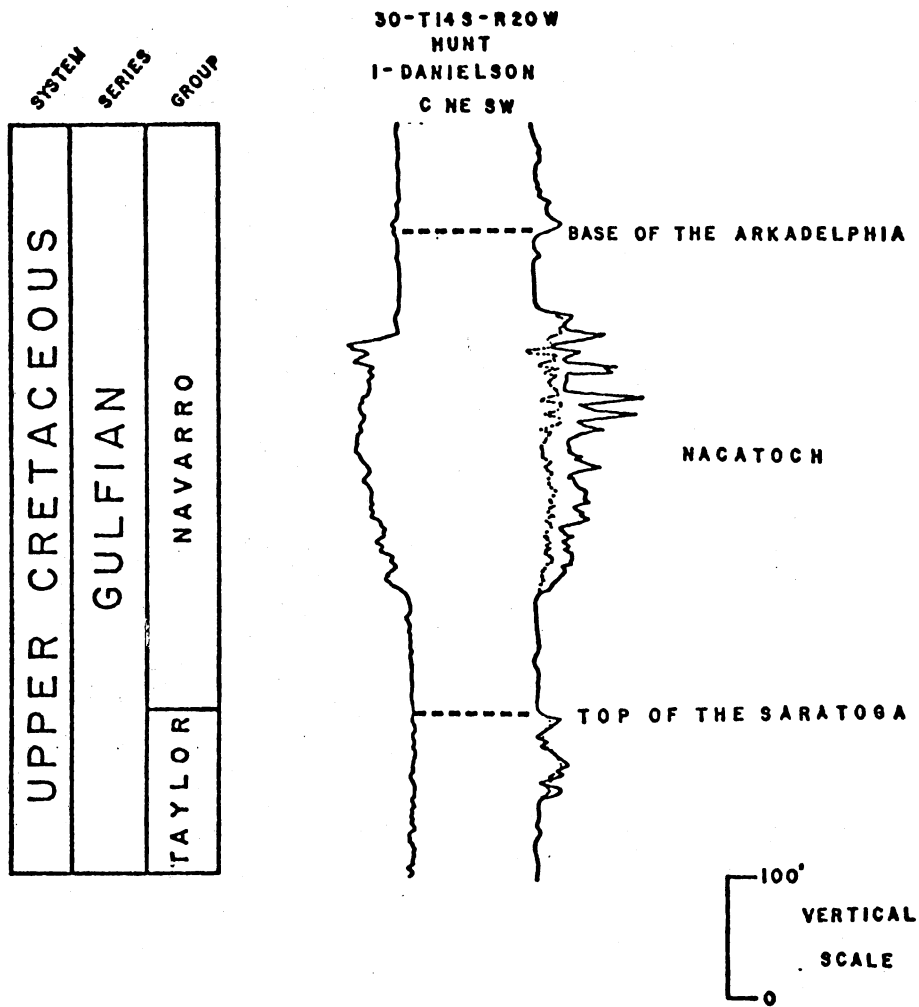 30-T14S-R20W
HUNT
1-DANIELSON
C NE SW
SYSTEM
SERIES
GROUP
UPPER CRETACEOUS
GULFIAN
NAVARRO
TAYLOR
BASE OF THE ARKADELPHIA
NACATOCH
TOP OF THE SARATOGA
100'
VERTICAL
SCALE
0